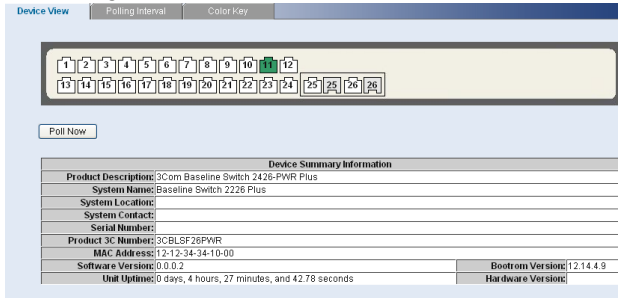 Device View Polling Interval Color Key
1 2 3 4 5 6 7 8 9 10 11 12
13 14 15 16 17 18 19 20 21 22 23 24 25 25 26 26
Poll Now
Device Summary Information
Product Description: 3Com Baseline Switch 2426-PWR Plus
System Name: Baseline Switch 2226 Plus
System Location:
System Contact:
Serial Number:
Product 3C Number: 3CBLSF26PWR
MAC Address: 12-12-34-34-10-00
Software Version: 0.0.0.2 Bootrom Version: 12.14.4.9
Unit Uptime: 0 days, 4 hours, 27 minutes, and 42.78 seconds Hardware Version: